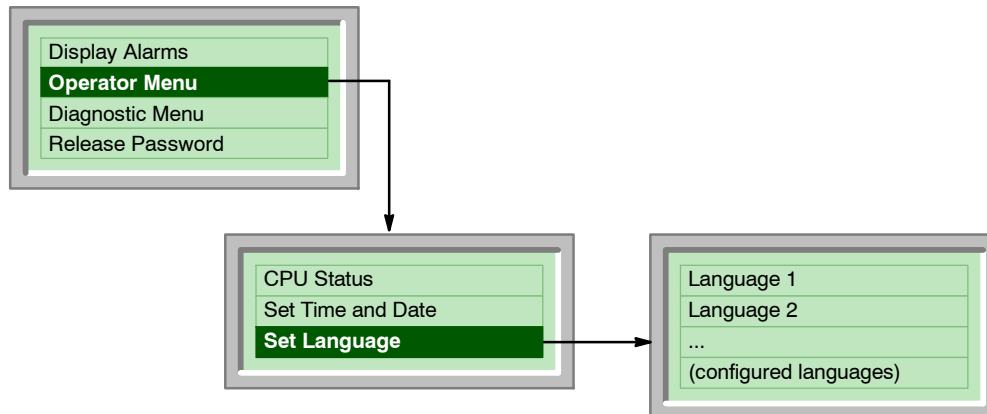 Display Alarms
Operator Menu
Diagnostic Menu
Release Password
CPU Status
Set Time and Date
Set Language
Language 1
Language 2
...
(configured languages)